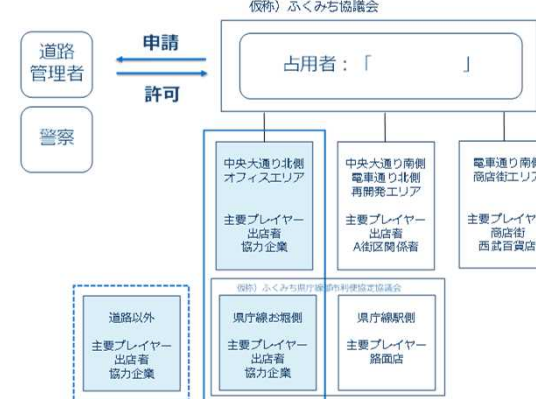 仮称）ふくみち協議会
道路
管理者
申請
許可
占用者：「　　　　　」
警察
中央大通り北側
オフィスエリア
主要プレイヤー
出店者
協力企業
中央大通り南側
電車通り北側
再開発エリア
主要プレイヤー
出店者
A街区関係者
電車通り南側
商店街エリ
主要プレイヤ
商店街
西武百貨店
仮称）ふくみち県庁線都市利便協定協議会
道路以外
主要プレイヤー
出店者
協力企業
県庁線お堀側
主要プレイヤー
出店者
協力企業
県庁線駅側
主要プレイヤー
路面店